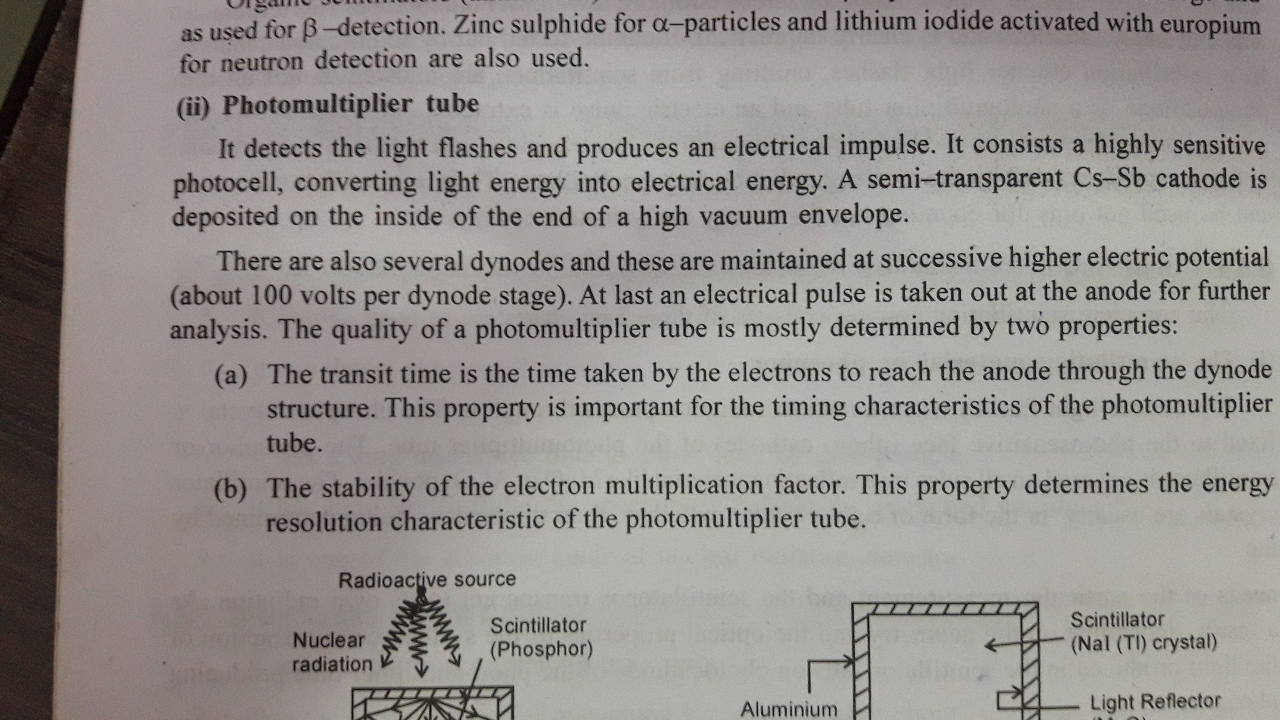 as used for β–detection. Zinc sulphide for α–particles and lithium iodide activated with europium
for neutron detection are also used.
(ii) Photomultiplier tube
It detects the light flashes and produces an electrical impulse. It consists a highly sensitive
photocell, converting light energy into electrical energy. A semi–transparent Cs–Sb cathode is
deposited on the inside of the end of a high vacuum envelope.
There are also several dynodes and these are maintained at successive higher electric potential
(about 100 volts per dynode stage). At last an electrical pulse is taken out at the anode for further
analysis. The quality of a photomultiplier tube is mostly determined by two properties:
(a) The transit time is the time taken by the electrons to reach the anode through the dynode
structure. This property is important for the timing characteristics of the photomultiplier
tube.
(b) The stability of the electron multiplication factor. This property determines the energy
resolution characteristic of the photomultiplier tube.
Radioactive source
Nuclear
radiation
Scintillator
(Phosphor)
Aluminium
Scintillator
(NaI (Tl) crystal)
Light Reflector